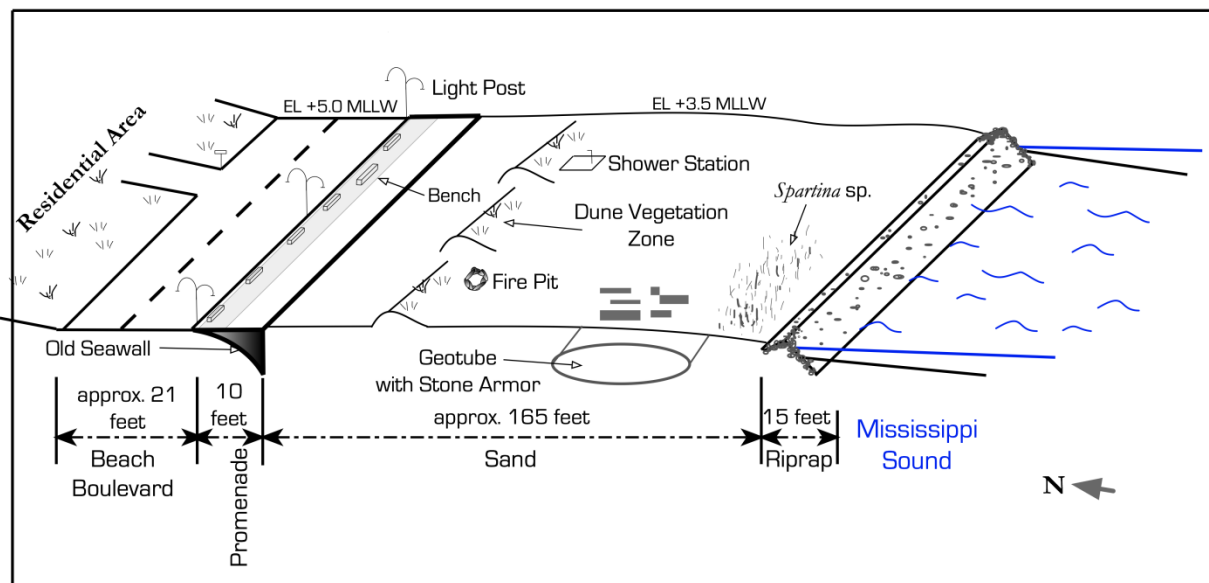 Light Post
EL +5.0 MLLW
EL +3.5 MLLW
Residential Area
Shower Station
Bench
Spartina sp.
Dune Vegetation
Zone
Fire Pit
Old Seawall
Geotube
with Stone Armor
approx. 21
feet
10
feet
approx. 165 feet
15 feet
Beach
Boulevard
Promenade
Sand
Riprap
Mississippi
Sound
N